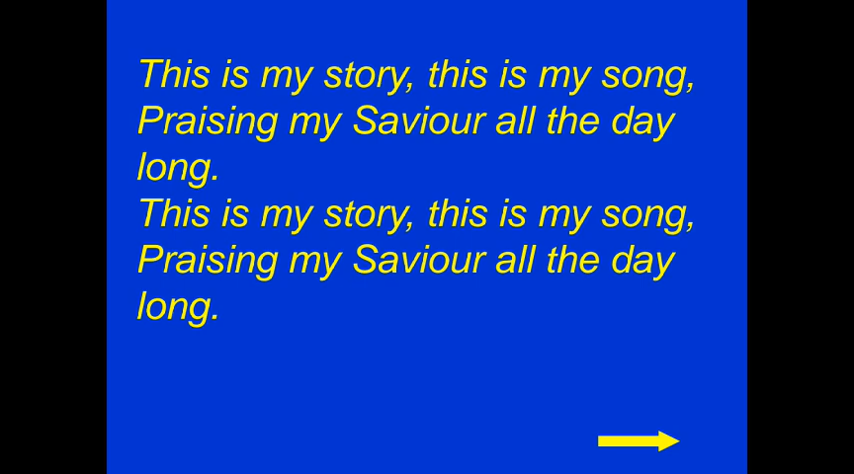 This is my story, this is my song,
Praising my Saviour all the day
long.
This is my story, this is my song,
Praising my Saviour all the day
long.